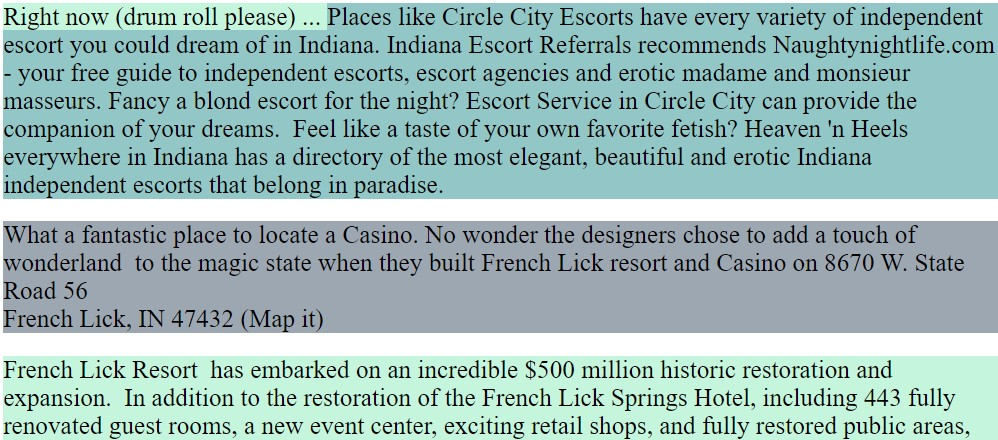 Right now (drum roll please) ... Places like Circle City Escorts have every variety of independent
escort you could dream of in Indiana. Indiana Escort Referrals recommends Naughtynightlife.com
- your free guide to independent escorts, escort agencies and erotic madame and monsieur
masseurs. Fancy a blond escort for the night? Escort Service in Circle City can provide the
companion of your dreams.  Feel like a taste of your own favorite fetish? Heaven 'n Heels
everywhere in Indiana has a directory of the most elegant, beautiful and erotic Indiana
independent escorts that belong in paradise.
What a fantastic place to locate a Casino. No wonder the designers chose to add a touch of
wonderland  to the magic state when they built French Lick resort and Casino on 8670 W. State
Road 56
French Lick, IN 47432 (Map it)
French Lick Resort  has embarked on an incredible $500 million historic restoration and
expansion.  In addition to the restoration of the French Lick Springs Hotel, including 443 fully
renovated guest rooms, a new event center, exciting retail shops, and fully restored public areas,